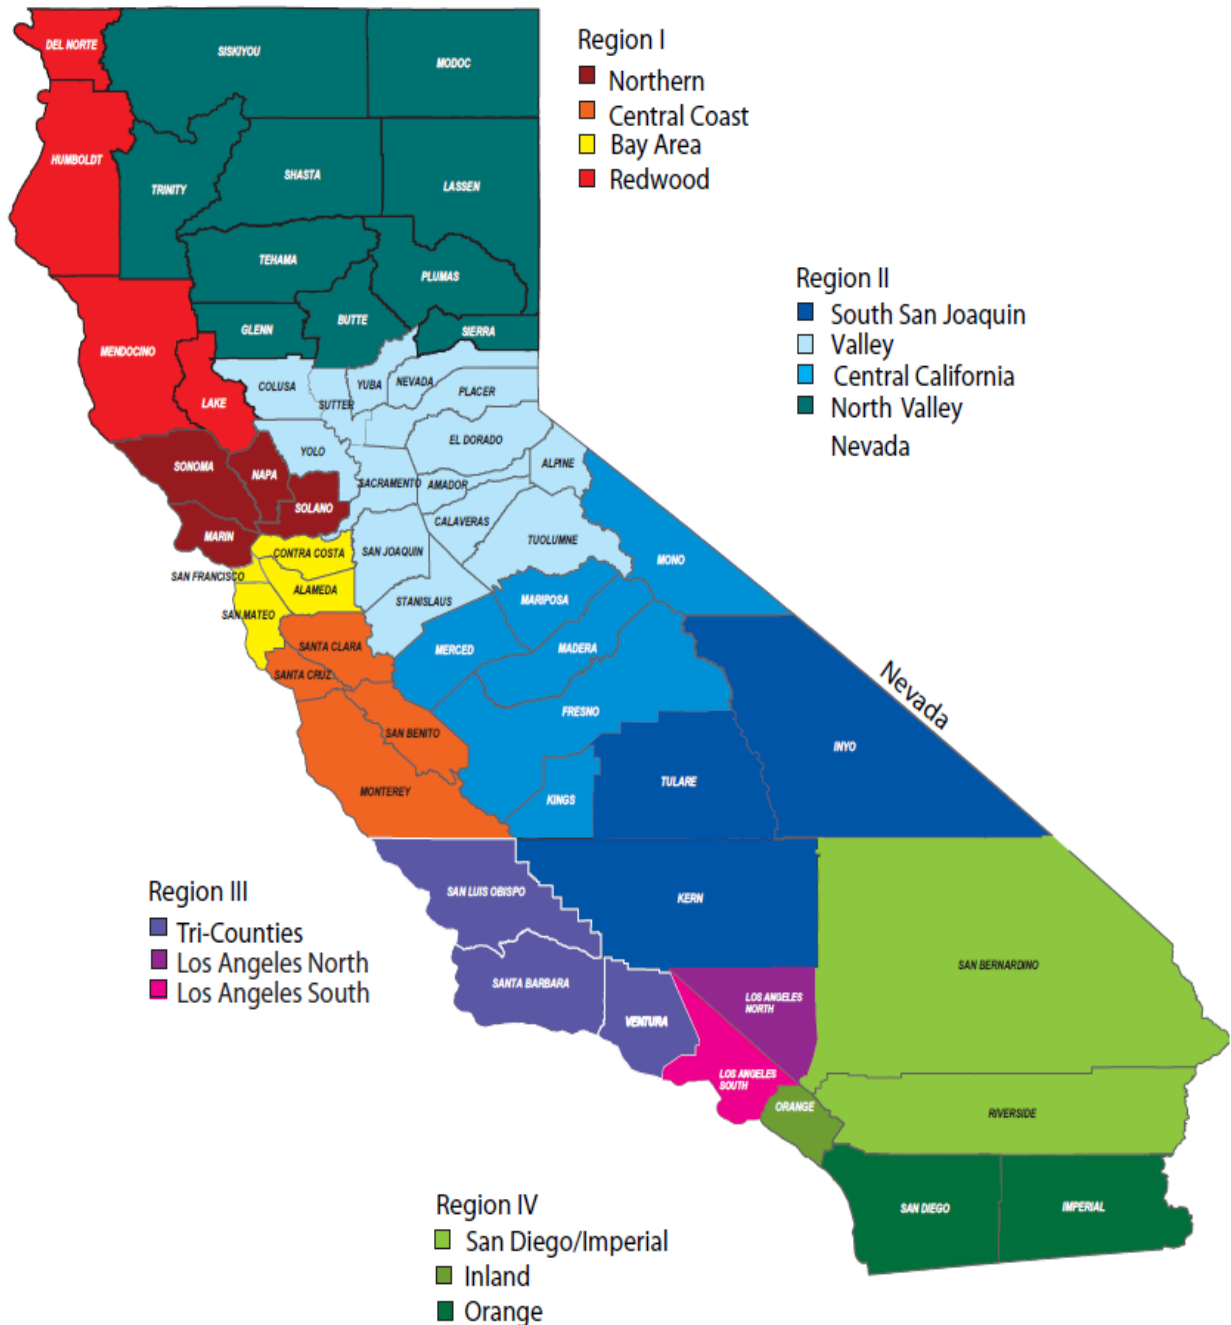 DEL NORTE
SISKIYOU
MODOC
HUMBOLDT
TRINITY
SHASTA
LASSEN
TEHAMA
PLUMAS
GLENN
BUTTE
SIERRA
MENDOCINO
LAKE
COLUSA
SUTTER
YUBA
NEVADA
PLACER
YOLO
EL DORADO
SONOMA
NAPA
SOLANO
SACRAMENTO
AMADOR
ALPINE
MARIN
CALAVERAS
CONTRA COSTA
SAN JOAQUIN
TUOLUMNE
MONO
SAN FRANCISCO
ALAMEDA
STANISLAUS
MARIPOSA
SAN MATEO
SANTA CLARA
MERCED
MADERA
SANTA CRUZ
FRESNO
SAN BENITO
MONTEREY
KINGS
TULARE
INYO
Nevada
SAN LUIS OBISPO
KERN
SANTA BARBARA
VENTURA
LOS ANGELES
NORTH
LOS ANGELES
SOUTH
SAN BERNARDINO
ORANGE
RIVERSIDE
SAN DIEGO
IMPERIAL
Region I
Northern
Central Coast
Bay Area
Redwood
Region II
South San Joaquin
Valley
Central California
North Valley
Nevada
Region III
Tri-Counties
Los Angeles North
Los Angeles South
Region IV
San Diego/Imperial
Inland
Orange